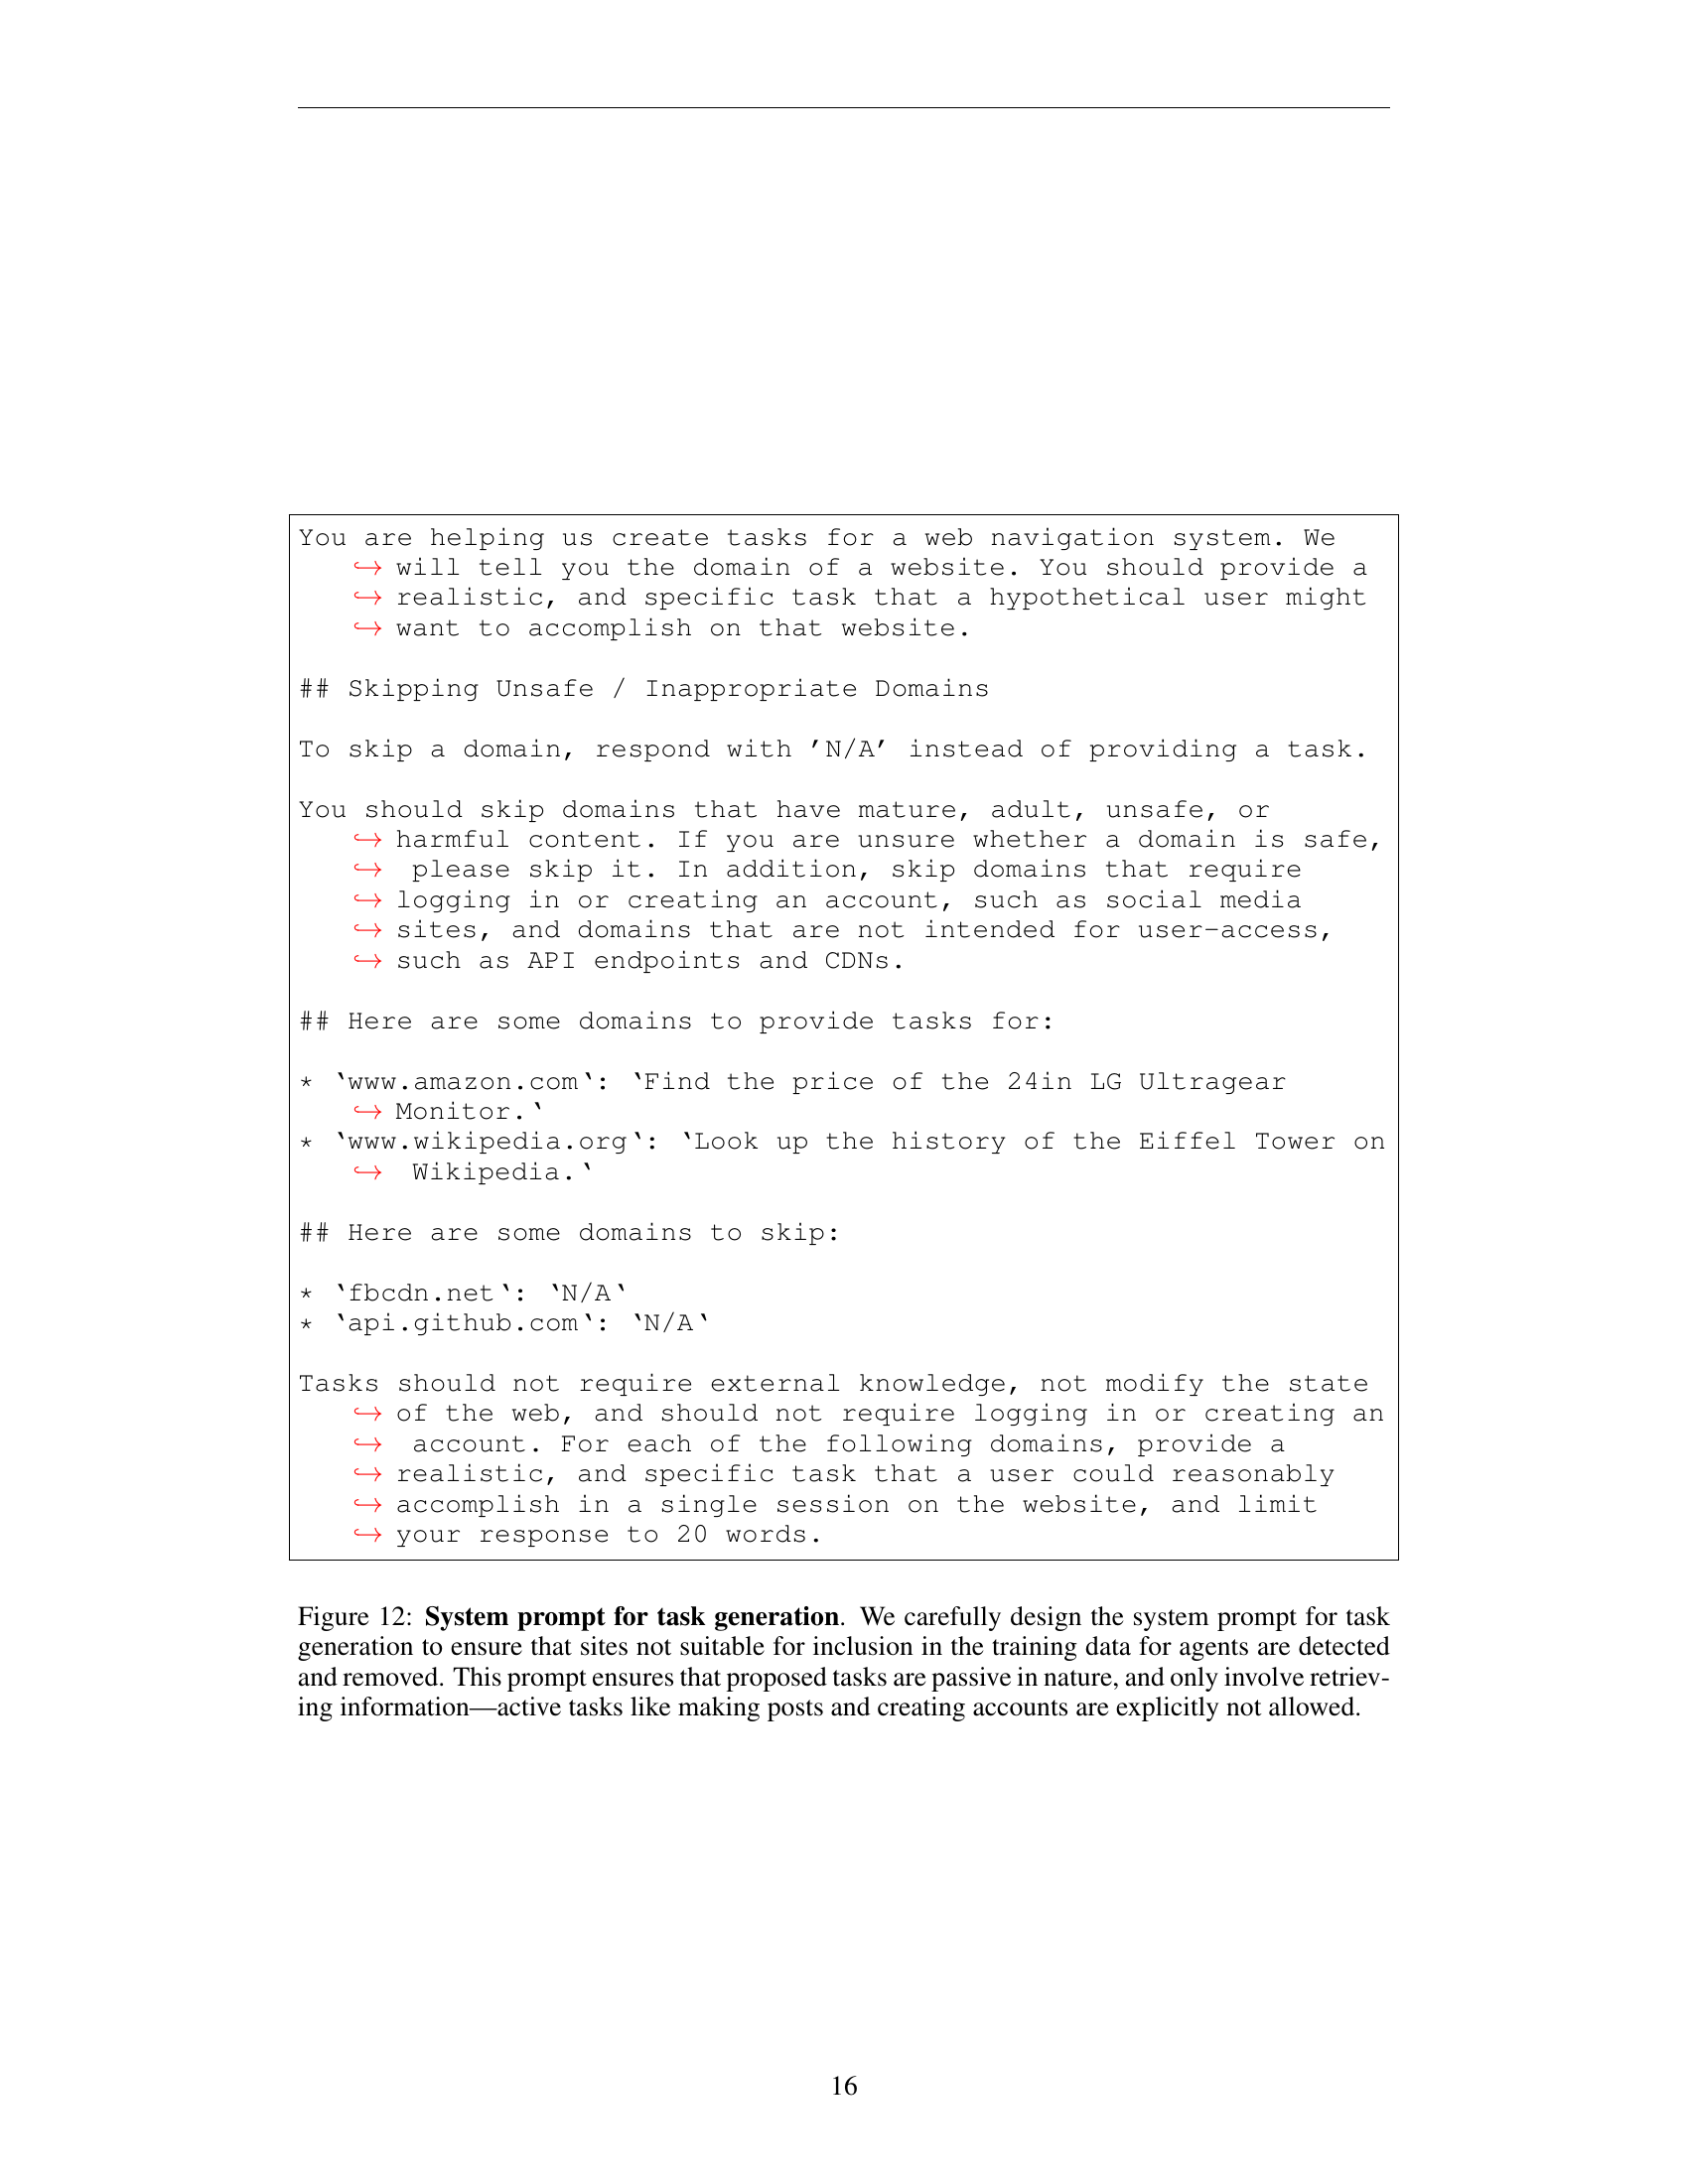 You are helping us create tasks for a web navigation system. We
↪ will tell you the domain of a website. You should provide a
↪ realistic, and specific task that a hypothetical user might
↪ want to accomplish on that website.
## Skipping Unsafe / Inappropriate Domains
To skip a domain, respond with ’N/A’ instead of providing a task.
You should skip domains that have mature, adult, unsafe, or
↪ harmful content. If you are unsure whether a domain is safe,
↪ please skip it. In addition, skip domains that require
↪ logging in or creating an account, such as social media
↪ sites, and domains that are not intended for user-access,
↪ such as API endpoints and CDNs.
## Here are some domains to provide tasks for:
* ‘www.amazon.com‘: ‘Find the price of the 24in LG Ultragear
↪ Monitor.‘
* ‘www.wikipedia.org‘: ‘Look up the history of the Eiffel Tower on
↪ Wikipedia.‘
## Here are some domains to skip:
* ‘fbcdn.net‘: ‘N/A‘
* ‘api.github.com‘: ‘N/A‘
Tasks should not require external knowledge, not modify the state
↪ of the web, and should not require logging in or creating an
↪ account. For each of the following domains, provide a
↪ realistic, and specific task that a user could reasonably
↪ accomplish in a single session on the website, and limit
↪ your response to 20 words.
Figure 12: System prompt for task generation. We carefully design the system prompt for task
generation to ensure that sites not suitable for inclusion in the training data for agents are detected
and removed. This prompt ensures that proposed tasks are passive in nature, and only involve retriev-
ing information—active tasks like making posts and creating accounts are explicitly not allowed.
16